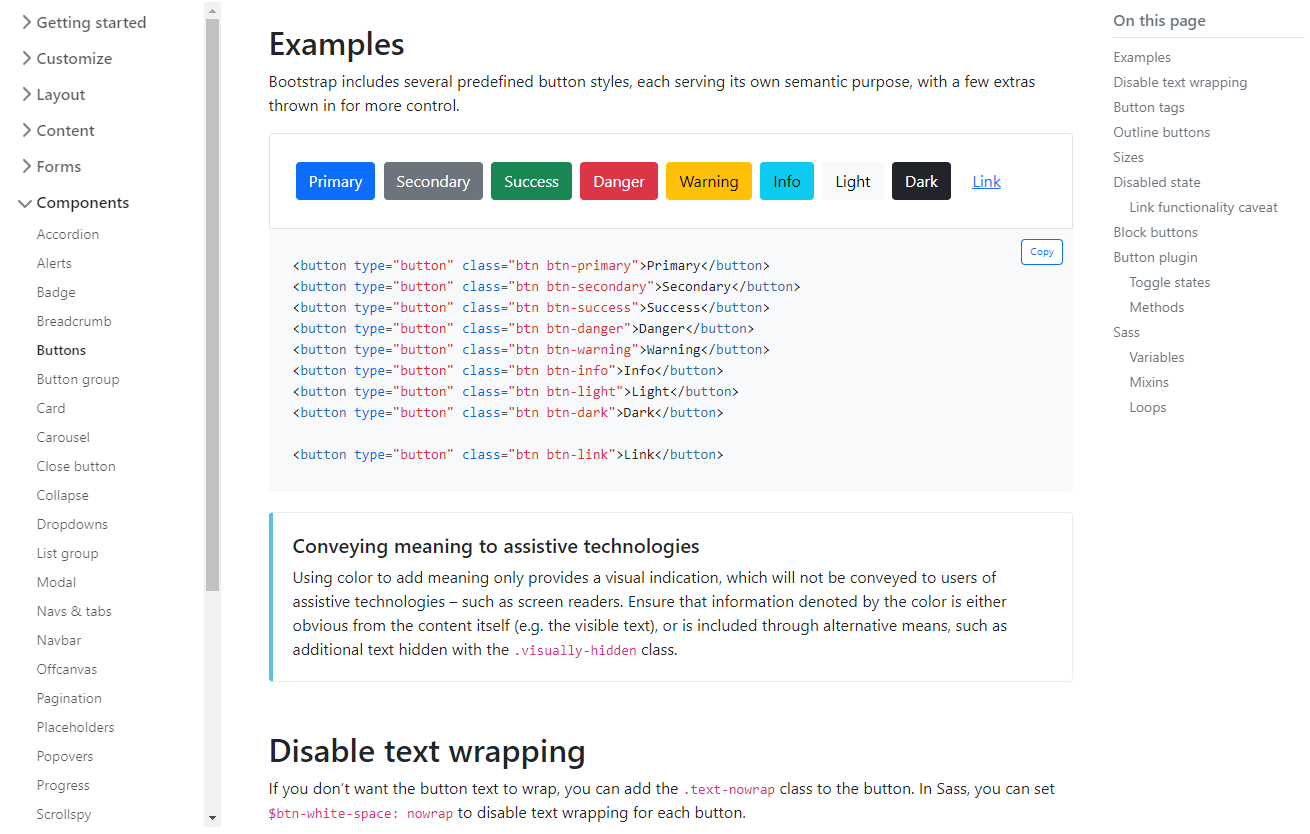 Getting started
Customize
Layout
Content
Forms
Components
Accordion
Alerts
Badge
Breadcrumb
Buttons
Button group
Card
Carousel
Close button
Collapse
Dropdowns
List group
Modal
Navs & tabs
Navbar
Offcanvas
Pagination
Placeholders
Popovers
Progress
Scrollspy
Examples
Bootstrap includes several predefined button styles, each serving its own semantic purpose, with a few extras
thrown in for more control.
Primary Secondary Success Danger Warning Info Light Dark Link
Copy
<button type="button" class="btn btn-primary">Primary</button>
<button type="button" class="btn btn-secondary">Secondary</button>
<button type="button" class="btn btn-success">Success</button>
<button type="button" class="btn btn-danger">Danger</button>
<button type="button" class="btn btn-warning">Warning</button>
<button type="button" class="btn btn-info">Info</button>
<button type="button" class="btn btn-light">Light</button>
<button type="button" class="btn btn-dark">Dark</button>
<button type="button" class="btn btn-link">Link</button>
Conveying meaning to assistive technologies
Using color to add meaning only provides a visual indication, which will not be conveyed to users of
assistive technologies – such as screen readers. Ensure that information denoted by the color is either
obvious from the content itself (e.g. the visible text), or is included through alternative means, such as
additional text hidden with the .visually-hidden class.
Disable text wrapping
If you don’t want the button text to wrap, you can add the .text-nowrap class to the button. In Sass, you can set
$btn-white-space: nowrap to disable text wrapping for each button.
On this page
Examples
Disable text wrapping
Button tags
Outline buttons
Sizes
Disabled state
Link functionality caveat
Block buttons
Button plugin
Toggle states
Methods
Sass
Variables
Mixins
Loops